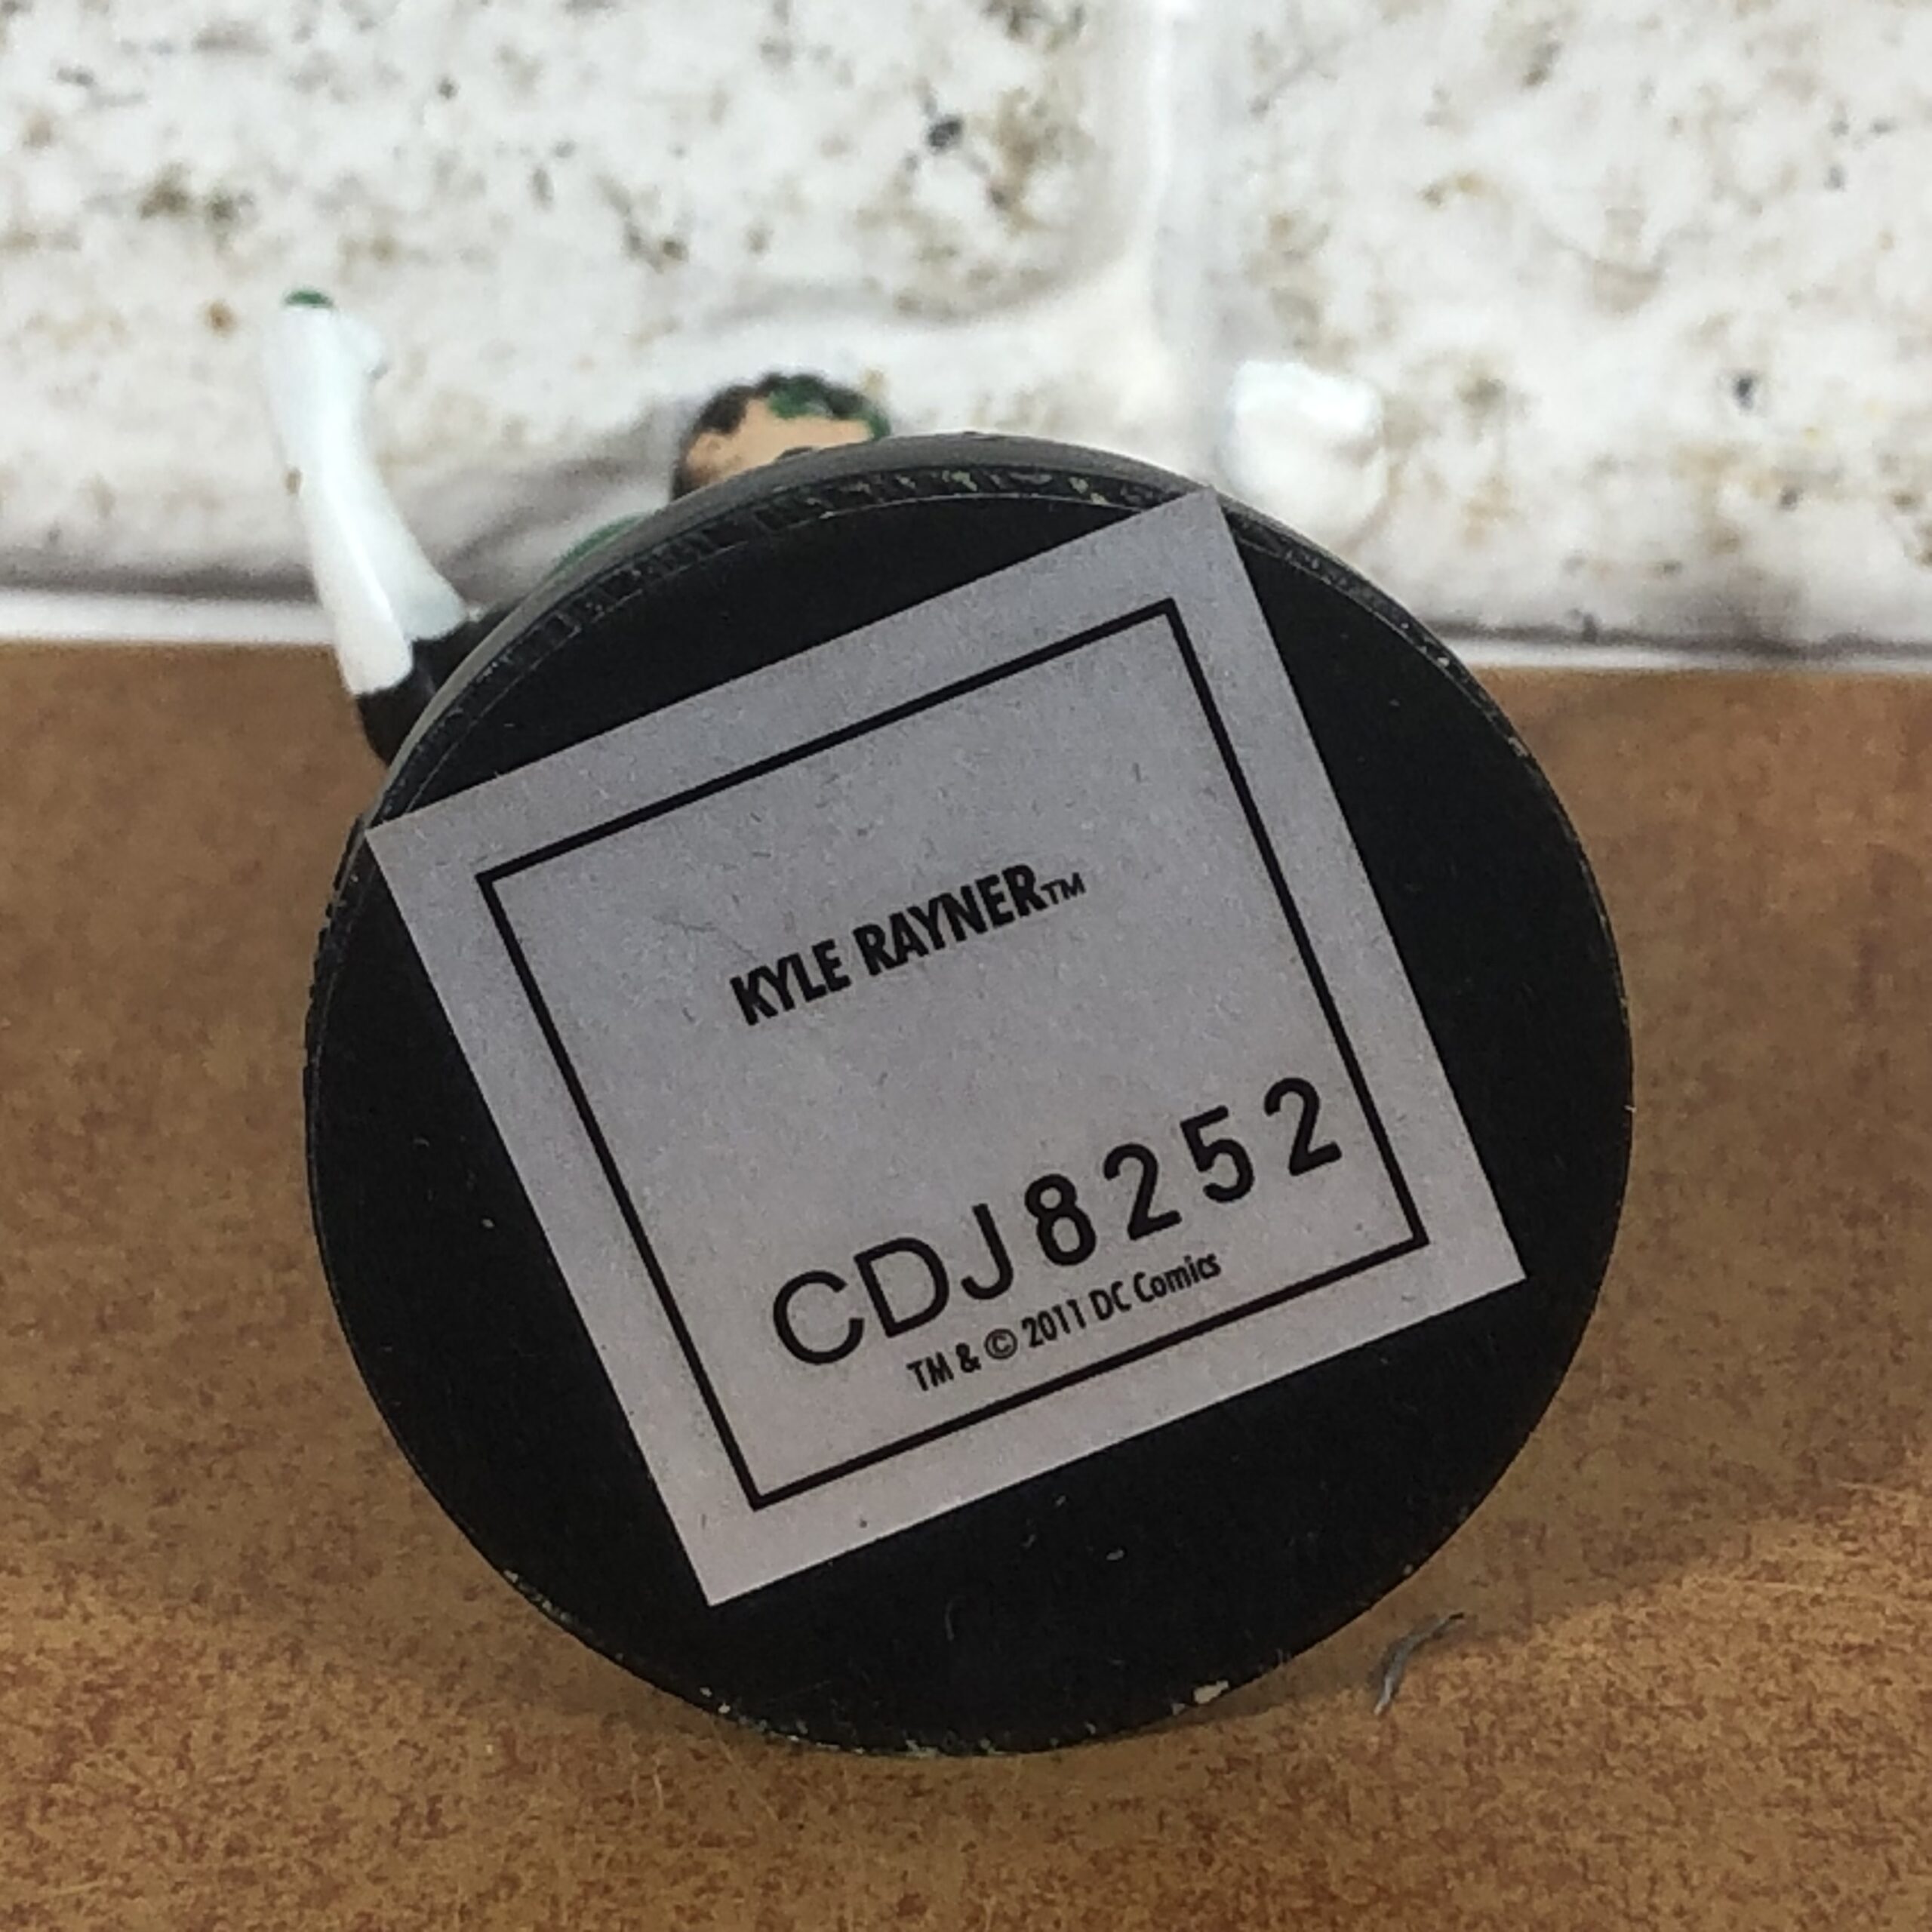 KYLE RAYNER™
CDJ8252
TM & © 2011 DC Comics